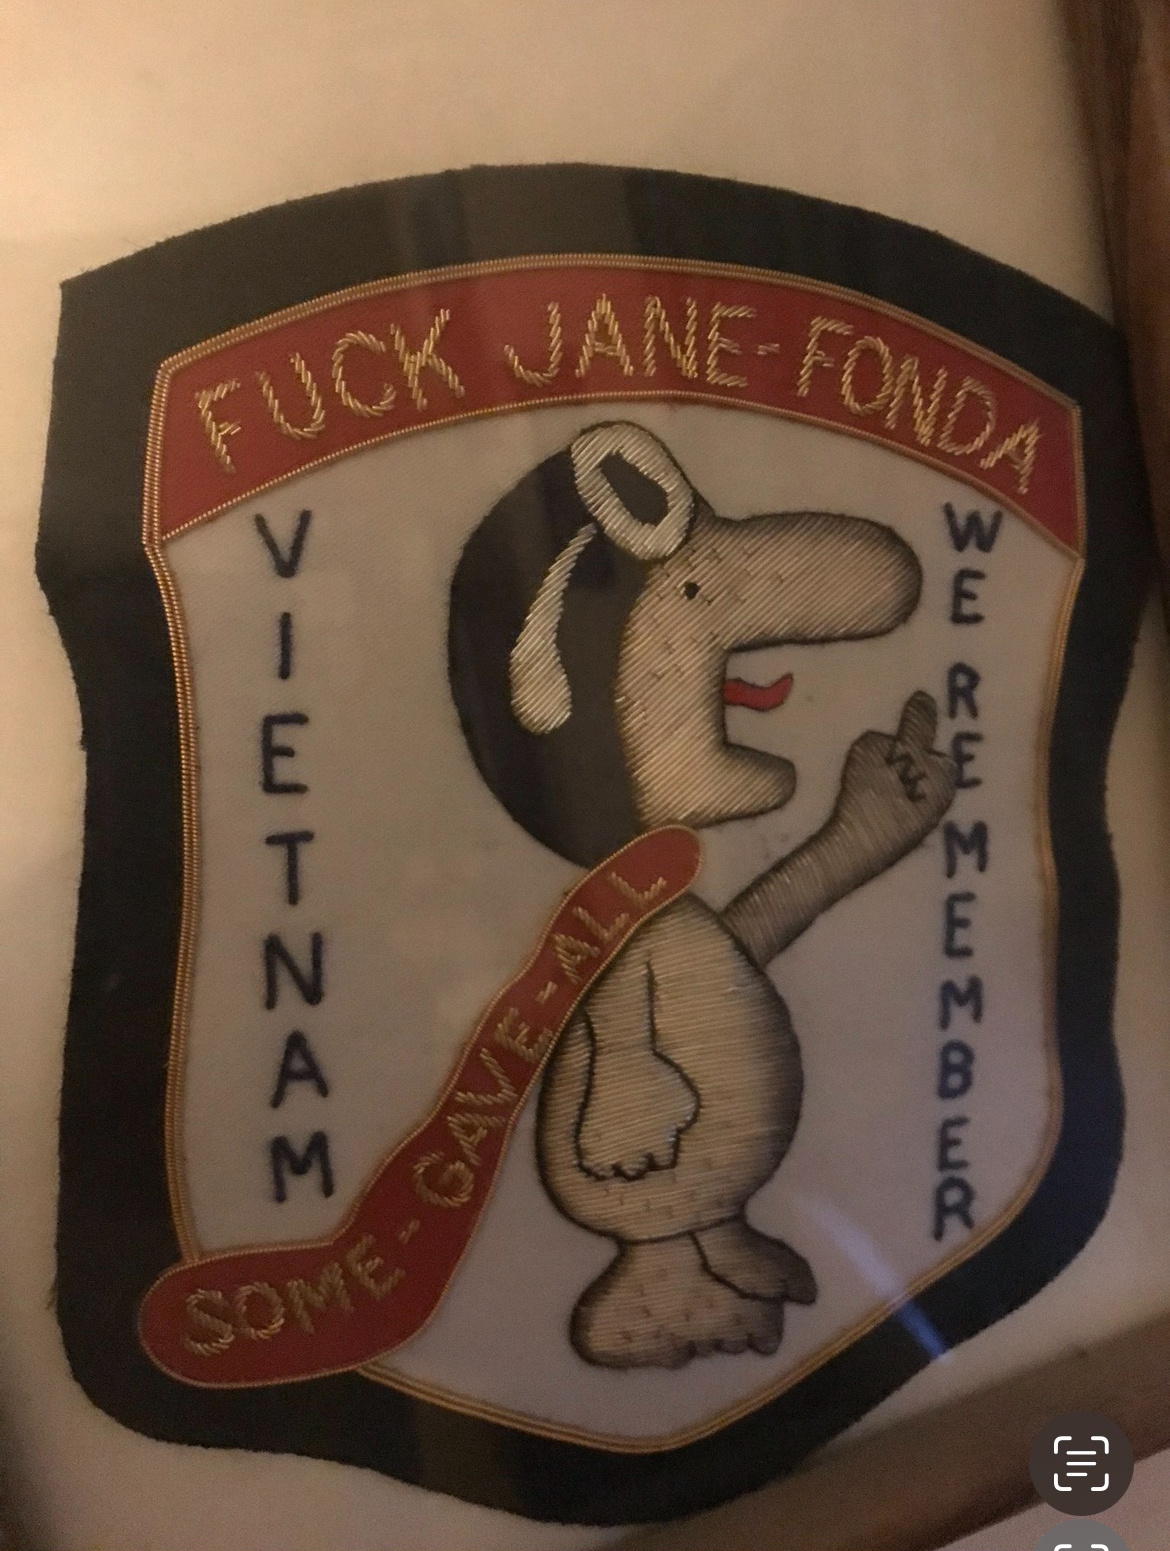 FUCK JANE-FONDA
VIETNAM
WE REMEMBER
SOME-GAVE-ALL